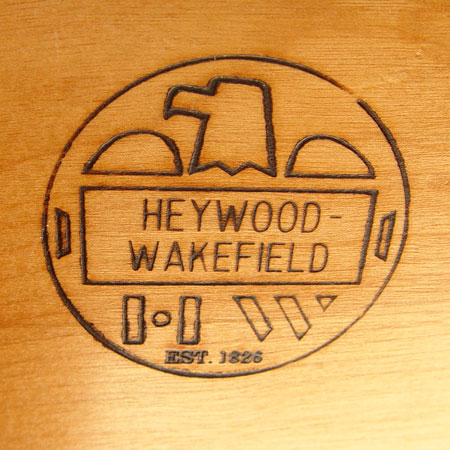 HEYWOOD-
WAKEFIELD
H W
EST. 1826